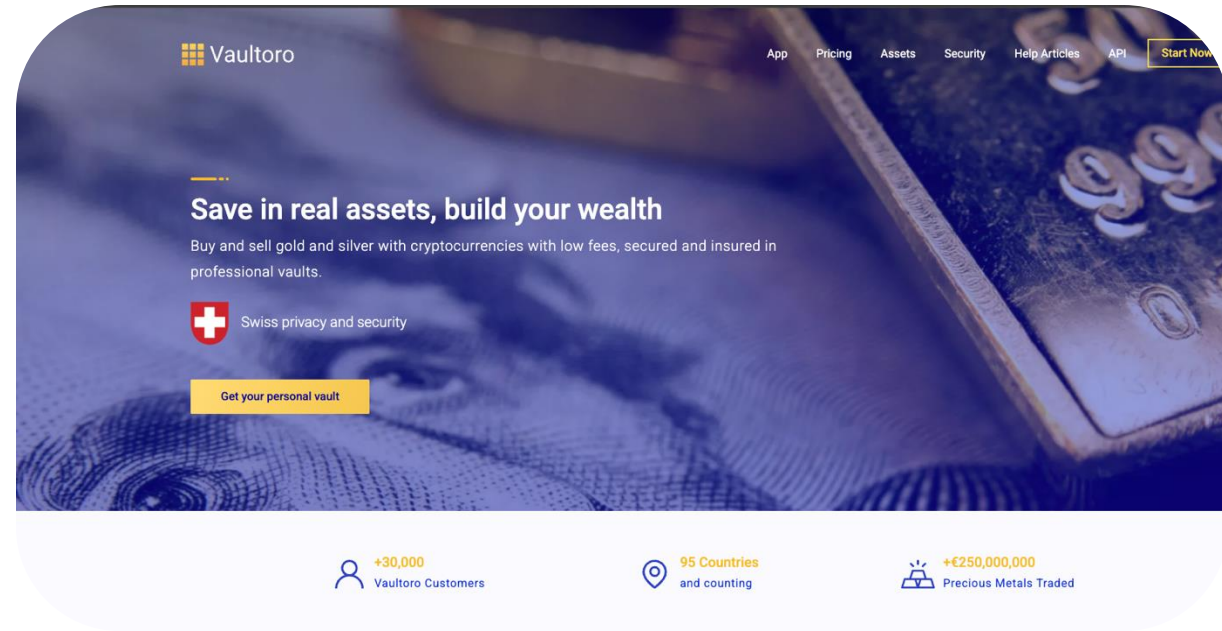 Vaultoro
App Pricing Assets Security Help Articles API Start Now
Save in real assets, build your wealth
Buy and sell gold and silver with cryptocurrencies with low fees, secured and insured in
professional vaults.
Swiss privacy and security
Get your personal vault
+30,000
Vaultoro Customers
95 Countries
and counting
+€250,000,000
Precious Metals Traded